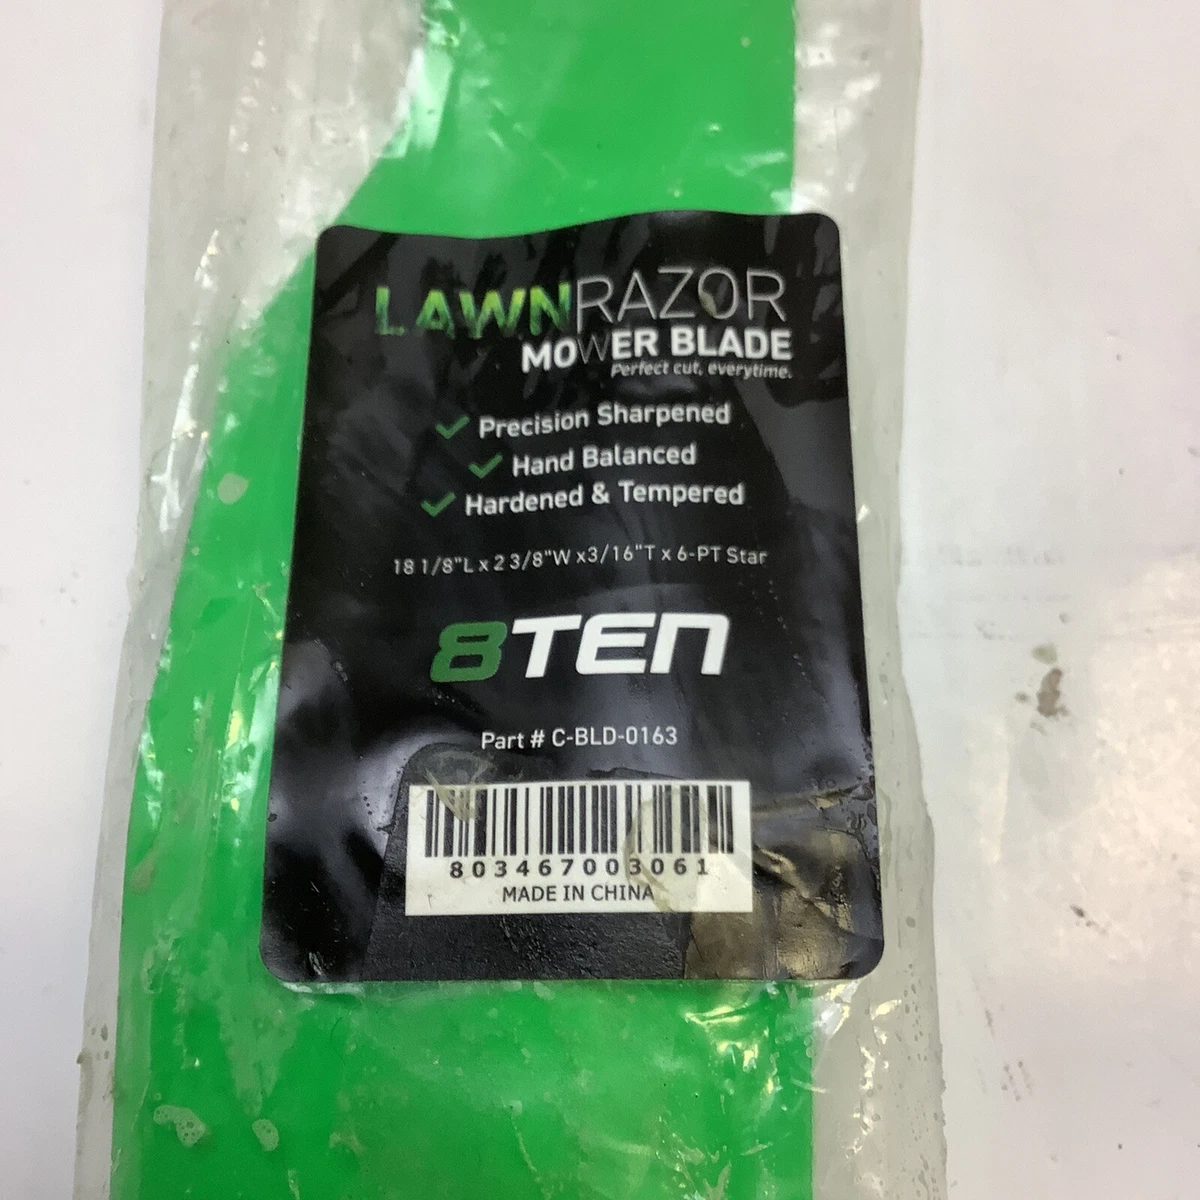 LAWNRAZOR
MOWER BLADE
Perfect cut, everytime.
Precision Sharpened
Hand Balanced
Hardened & Tempered
18 1/8"L x 2 3/8"W x3/16"T x 6-PT Star
8TEN
Part # C-BLD-0163
803467003061
MADE IN CHINA